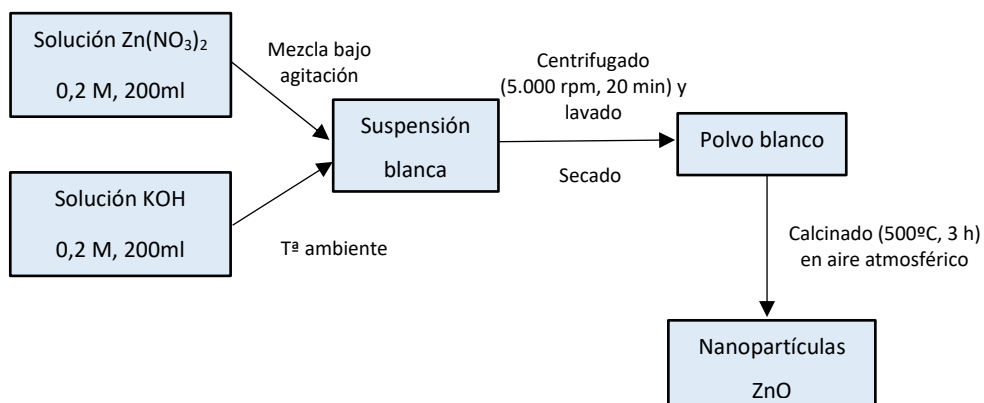 Solución Zn(NO₃)₂
0,2 M, 200ml
Mezcla bajo
agitación
Solución KOH
0,2 M, 200ml
Tª ambiente
Suspensión
blanca
Centrifugado
(5.000 rpm, 20 min) y
lavado
Secado
Polvo blanco
Calcinado (500ºC, 3 h)
en aire atmosférico
Nanopartículas
ZnO